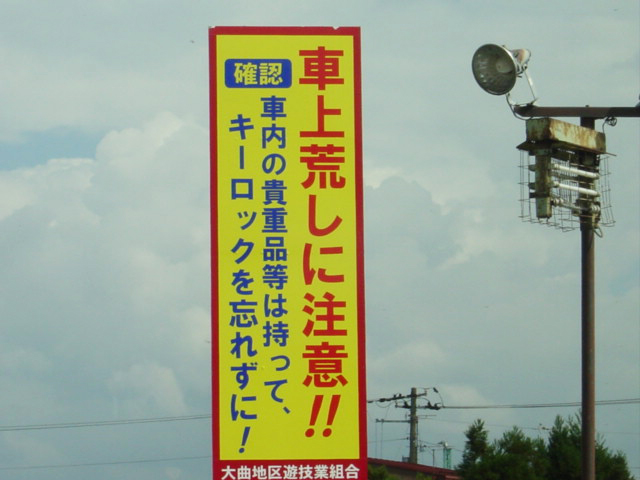 車上荒しに注意!!
確認
車内の貴重品等は持って、
キーロックを忘れずに!
大曲地区遊技業組合